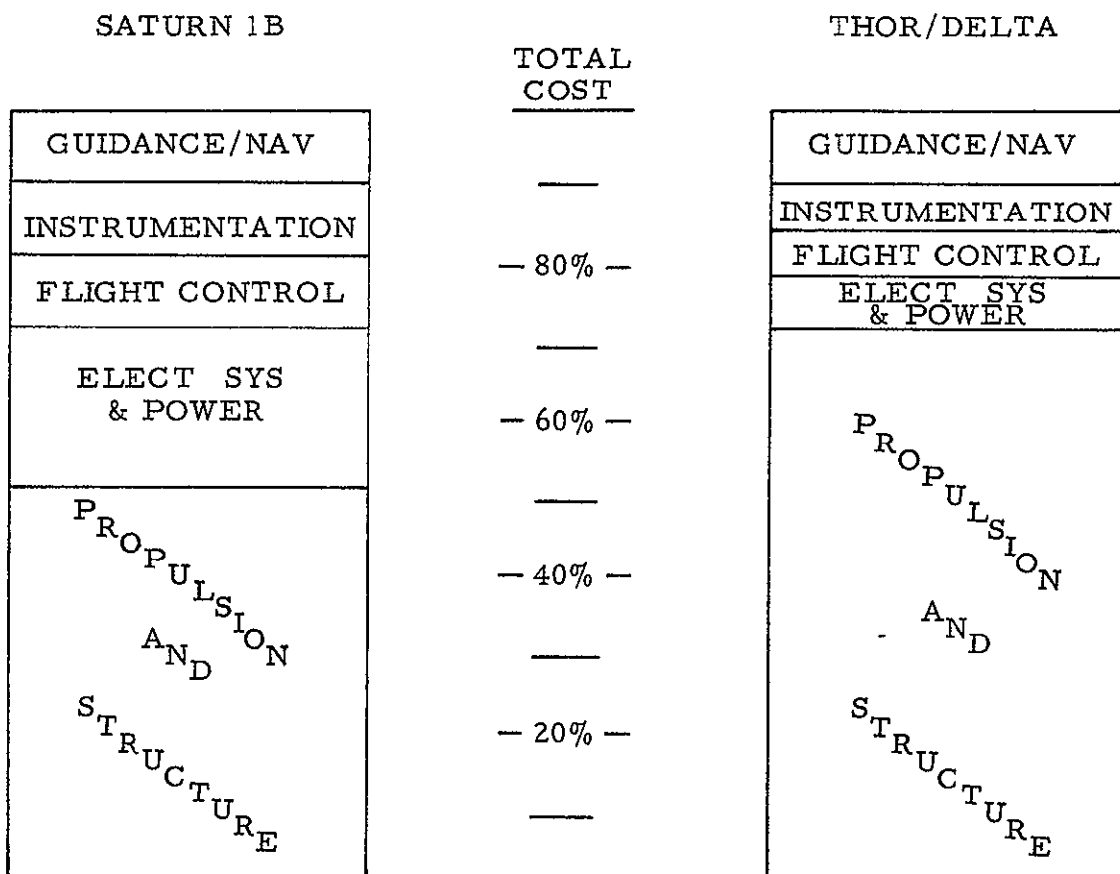 SATURN 1B
GUIDANCE/NAV
INSTRUMENTATION
FLIGHT CONTROL
ELECT SYS
& POWER
PROPULSION
AND
STRUCTURE
TOTAL
COST
— 80% —
— 60% —
— 40% —
— 20% —
THOR/DELTA
GUIDANCE/NAV
INSTRUMENTATION
FLIGHT CONTROL
ELECT SYS
& POWER
PROPULSION
AND
STRUCTURE